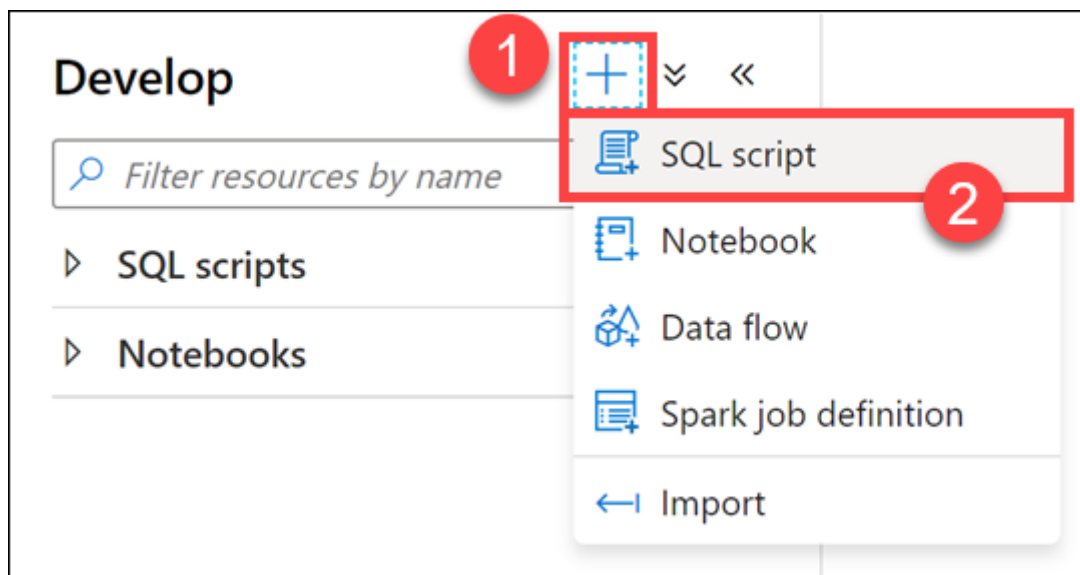 Develop
1
Filter resources by name
SQL script
2
Notebook
SQL scripts
Data flow
Notebooks
Spark job definition
Import